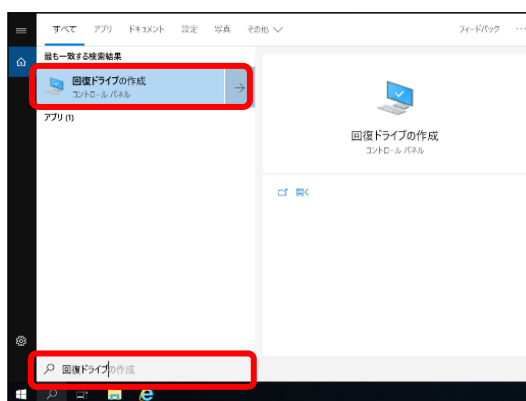 すべて アプリ ドキュメント 設定 写真 その他 フィードバック ...
最も一致する検索結果
回復ドライブの作成
コントロール パネル
アプリ (1)
回復ドライブの作成
コントロール パネル
開く
回復ドライブの作成